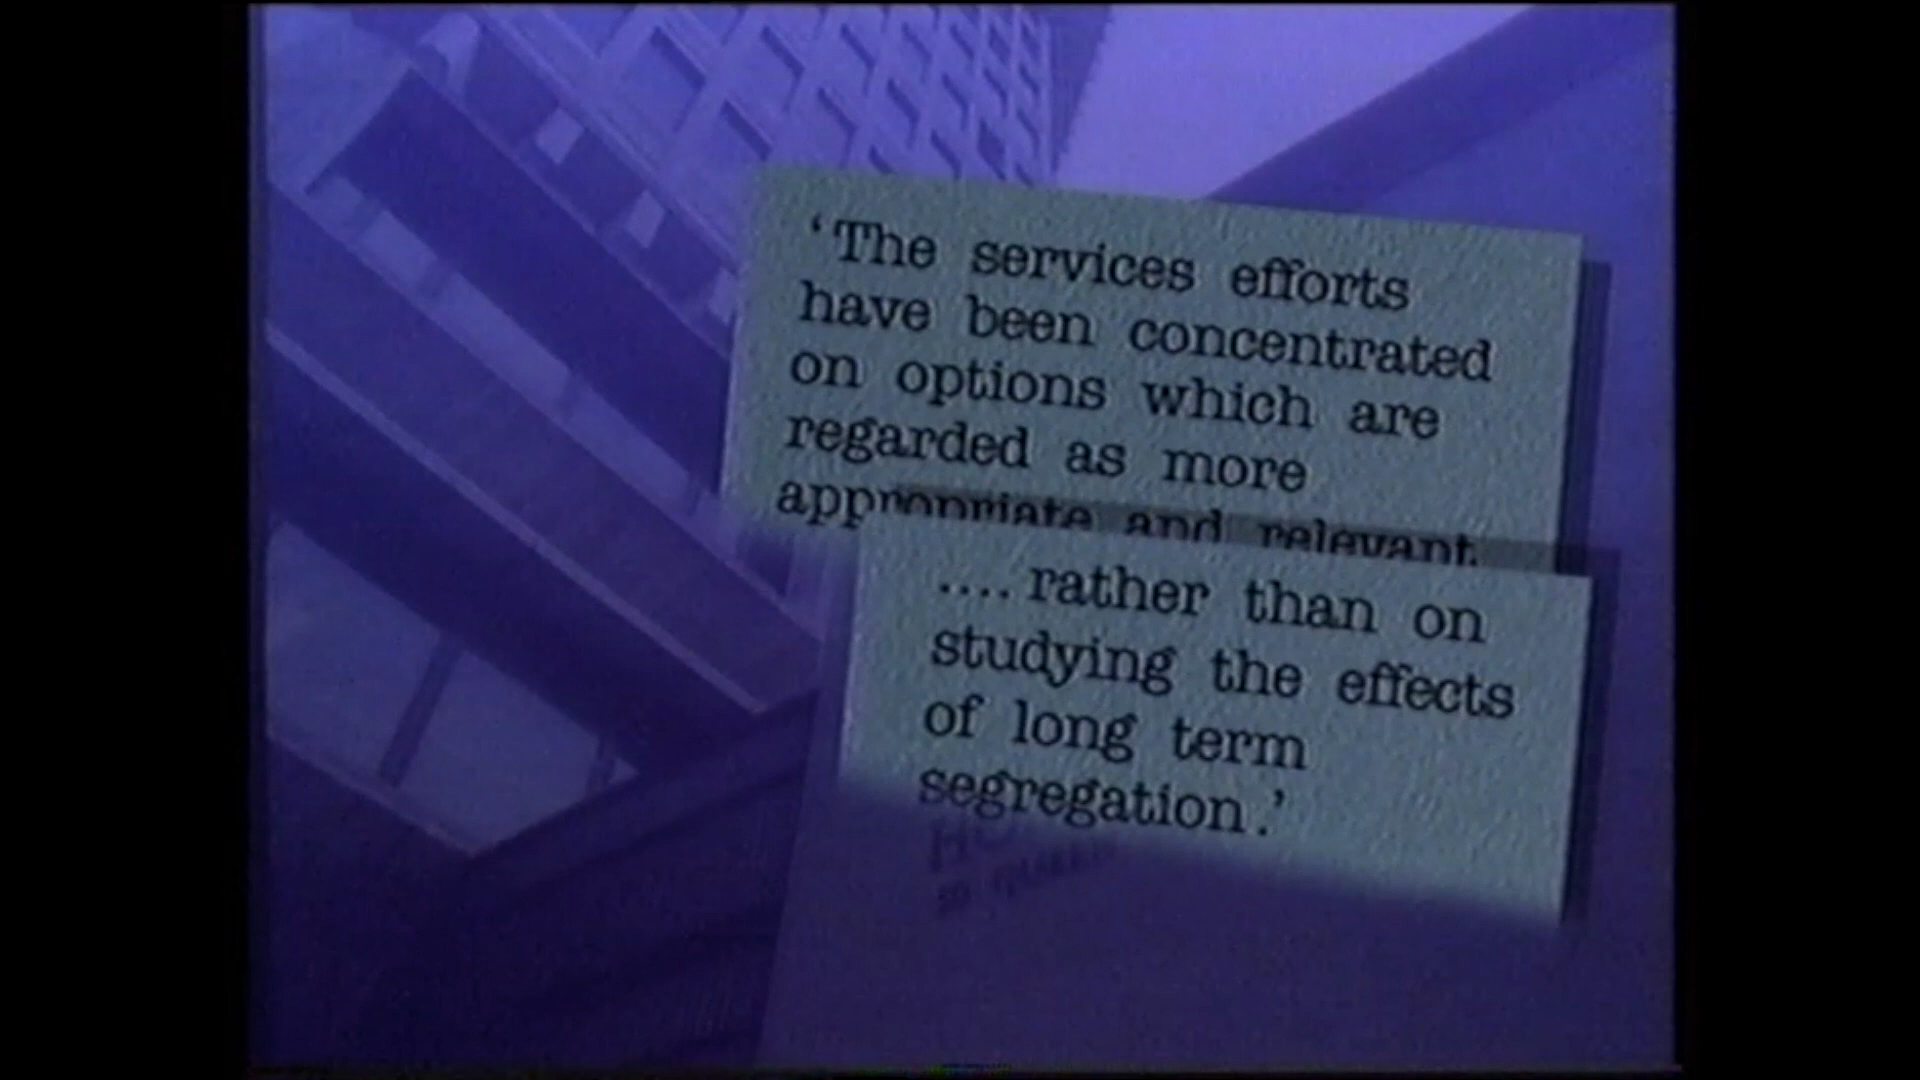 ‘The services efforts
have been concentrated
on options which are
regarded as more
appropriate and relevant
.... rather than on
studying the effects
of long term
segregation.’